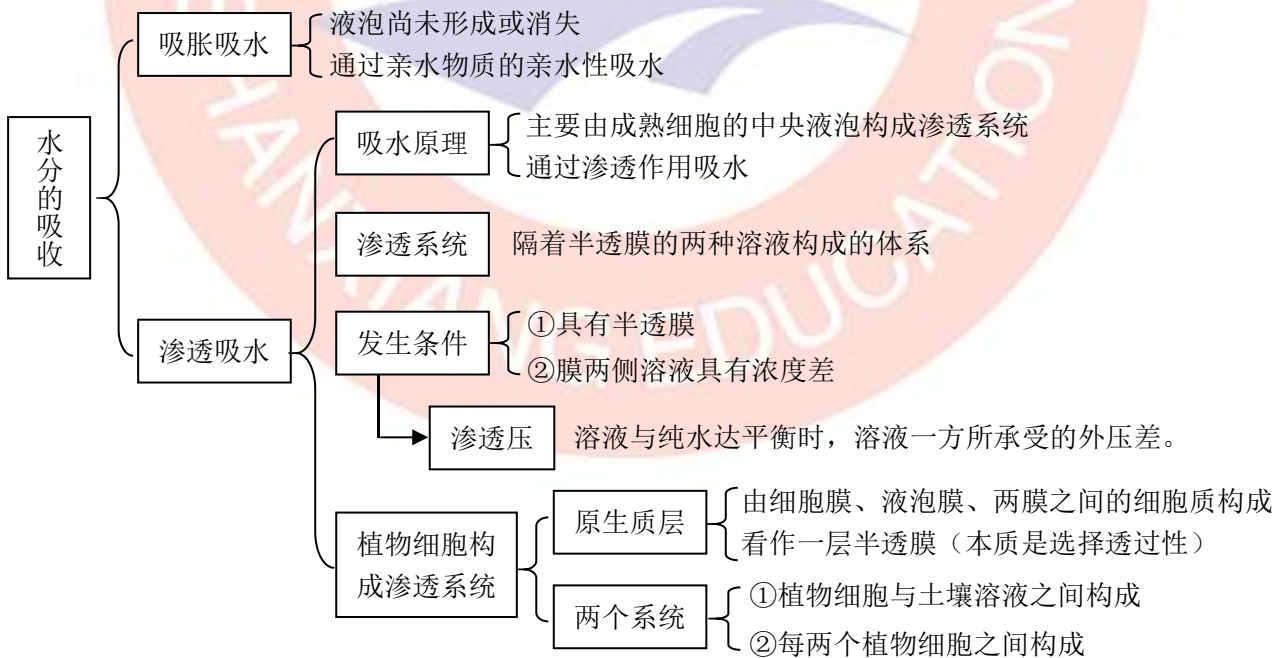 水分的吸收
吸胀吸水
液泡尚未形成或消失
通过亲水物质的亲水性吸水
渗透吸水
吸水原理
主要由成熟细胞的中央液泡构成渗透系统
通过渗透作用吸水
渗透系统
隔着半透膜的两种溶液构成的体系
发生条件
①具有半透膜
②膜两侧溶液具有浓度差
渗透压
溶液与纯水达平衡时，溶液一方所承受的外压差。
植物细胞构
成渗透系统
原生质层
由细胞膜、液泡膜、两膜之间的细胞质构成
看作一层半透膜（本质是选择透过性）
两个系统
①植物细胞与土壤溶液之间构成
②每两个植物细胞之间构成
EDUCATION